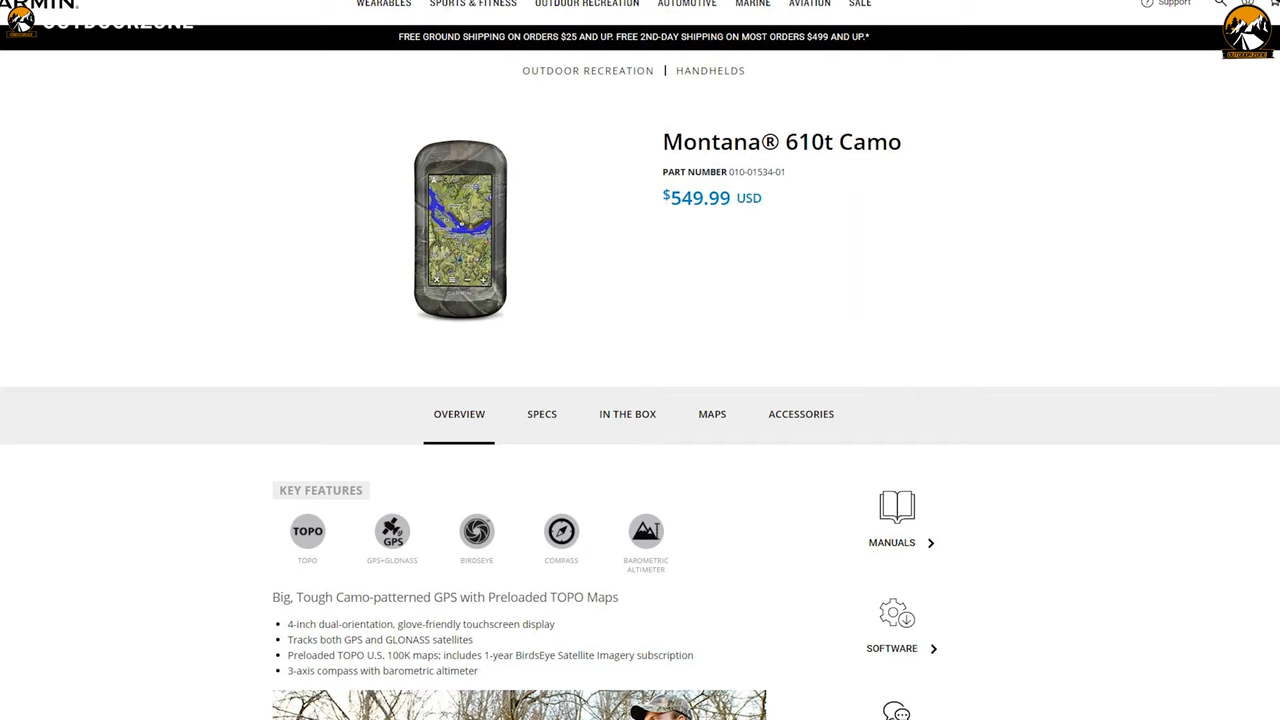 ARMIN.
WEARABLES SPORTS & FITNESS OUTDOOR RECREATION AUTOMOTIVE MARINE AVIATION SALE
Support
OUTDOORZONE
OUTDOORZONE
FREE GROUND SHIPPING ON ORDERS $25 AND UP. FREE 2ND-DAY SHIPPING ON MOST ORDERS $499 AND UP.*
OUTDOOR RECREATION | HANDHELDS
Montana® 610t Camo
PART NUMBER 010-01534-01
$549.99 USD
GARMIN
OVERVIEW SPECS IN THE BOX MAPS ACCESSORIES
KEY FEATURES
TOPO
GPS
TOPO
GPS+GLONASS
BIRDSEYE
COMPASS
BAROMETRIC
ALTIMETER
MANUALS
Big, Tough Camo-patterned GPS with Preloaded TOPO Maps
• 4-inch dual-orientation, glove-friendly touchscreen display
• Tracks both GPS and GLONASS satellites
• Preloaded TOPO U.S. 100K maps; includes 1-year BirdsEye Satellite Imagery subscription
• 3-axis compass with barometric altimeter
SOFTWARE